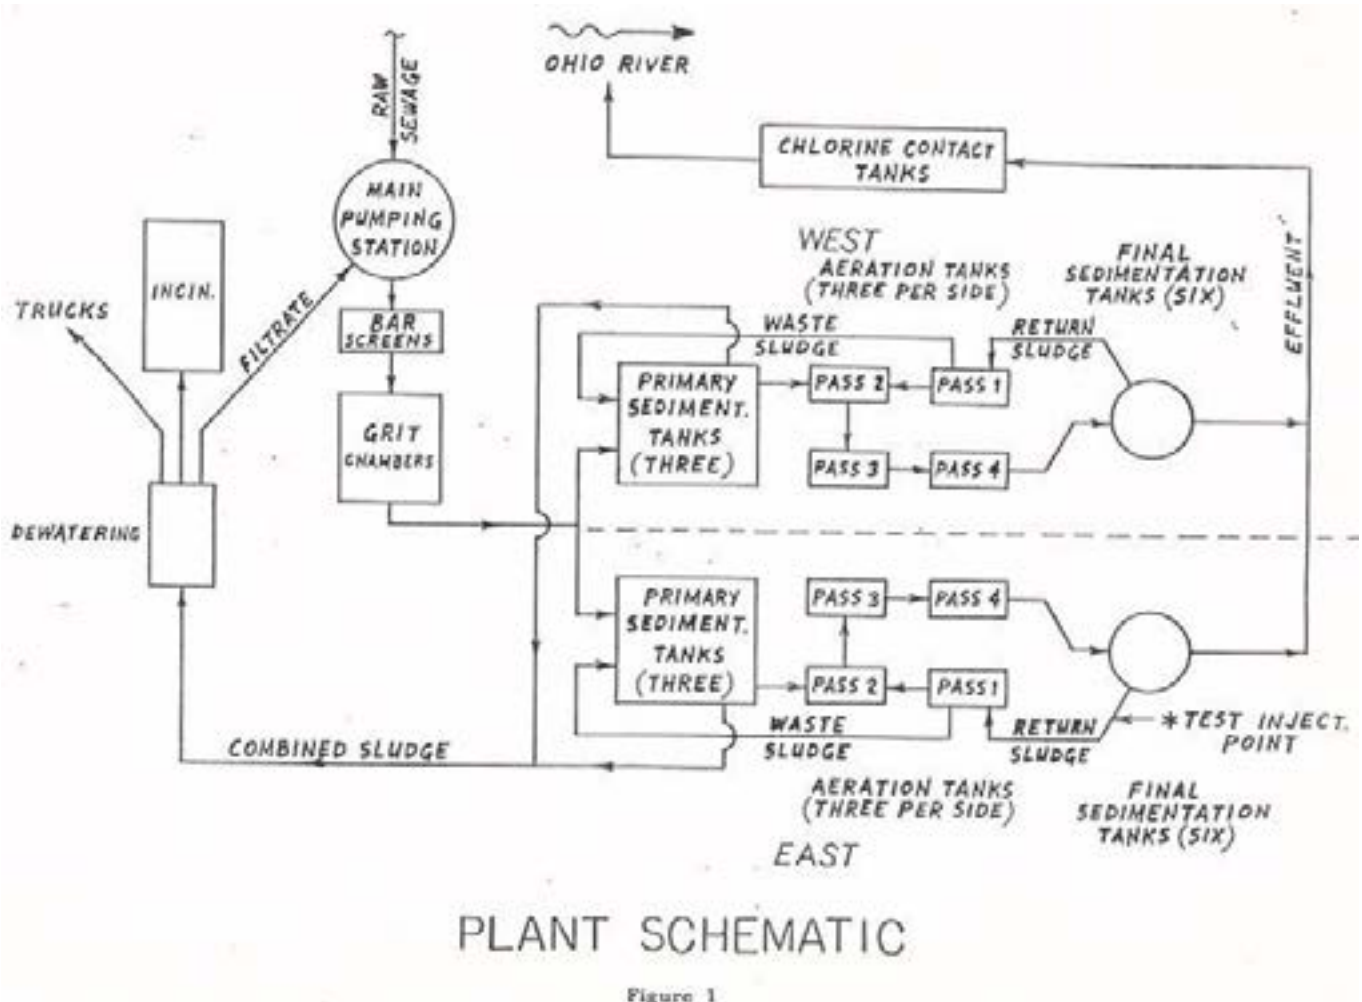 OHIO RIVER
RAW
SEWAGE
CHLORINE CONTACT
TANKS
MAIN
PUMPING
STATION
WEST
AERATION TANKS
(THREE PER SIDE)
FINAL
SEDIMENTATION
TANKS (SIX)
EFFLUENT
INCIN.
TRUCKS
FILTRATE
BAR
SCREENS
WASTE
SLUDGE
RETURN
SLUDGE
PRIMARY
SEDIMENT.
TANKS
(THREE)
PASS 2
PASS 1
GRIT
CHAMBERS
PASS 3
PASS 4
DEWATERING
PRIMARY
SEDIMENT.
TANKS
(THREE)
PASS 3
PASS 4
PASS 2
PASS 1
WASTE
SLUDGE
RETURN
SLUDGE
* TEST INJECT.
POINT
COMBINED SLUDGE
AERATION TANKS
(THREE PER SIDE)
FINAL
SEDIMENTATION
TANKS (SIX)
EAST
PLANT SCHEMATIC
Figure 1